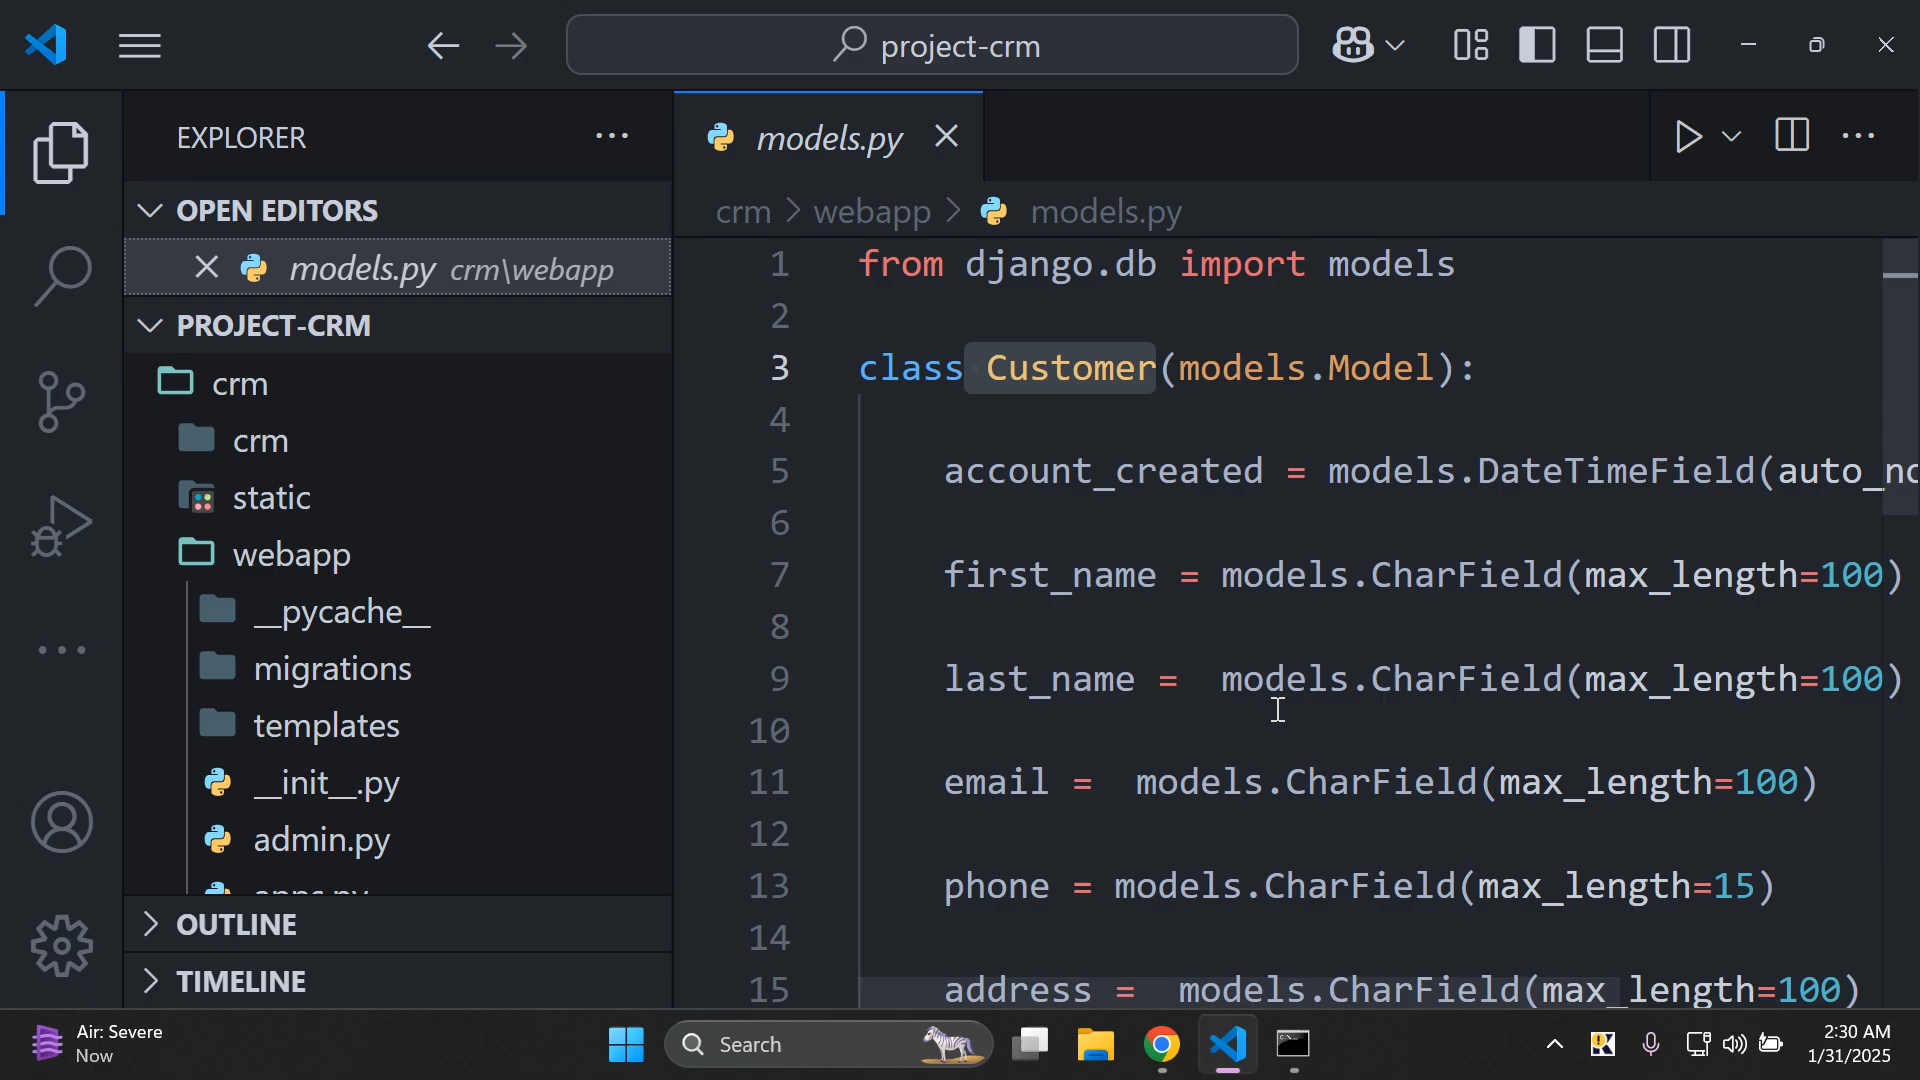 project-crm
EXPLORER
models.py
OPEN EDITORS
models.py crm\webapp
PROJECT-CRM
crm
crm
static
webapp
__pycache__
migrations
templates
__init__.py
admin.py
apps.py
OUTLINE
TIMELINE
crm > webapp > models.py
1 from django.db import models
2
3 class Customer(models.Model):
4
5 account_created = models.DateTimeField(auto_no
6
7 first_name = models.CharField(max_length=100)
8
9 last_name =  models.CharField(max_length=100)
10
11 email =  models.CharField(max_length=100)
12
13 phone = models.CharField(max_length=15)
14
15 address =  models.CharField(max_length=100)
Air: Severe
Now
Search
2:30 AM
1/31/2025